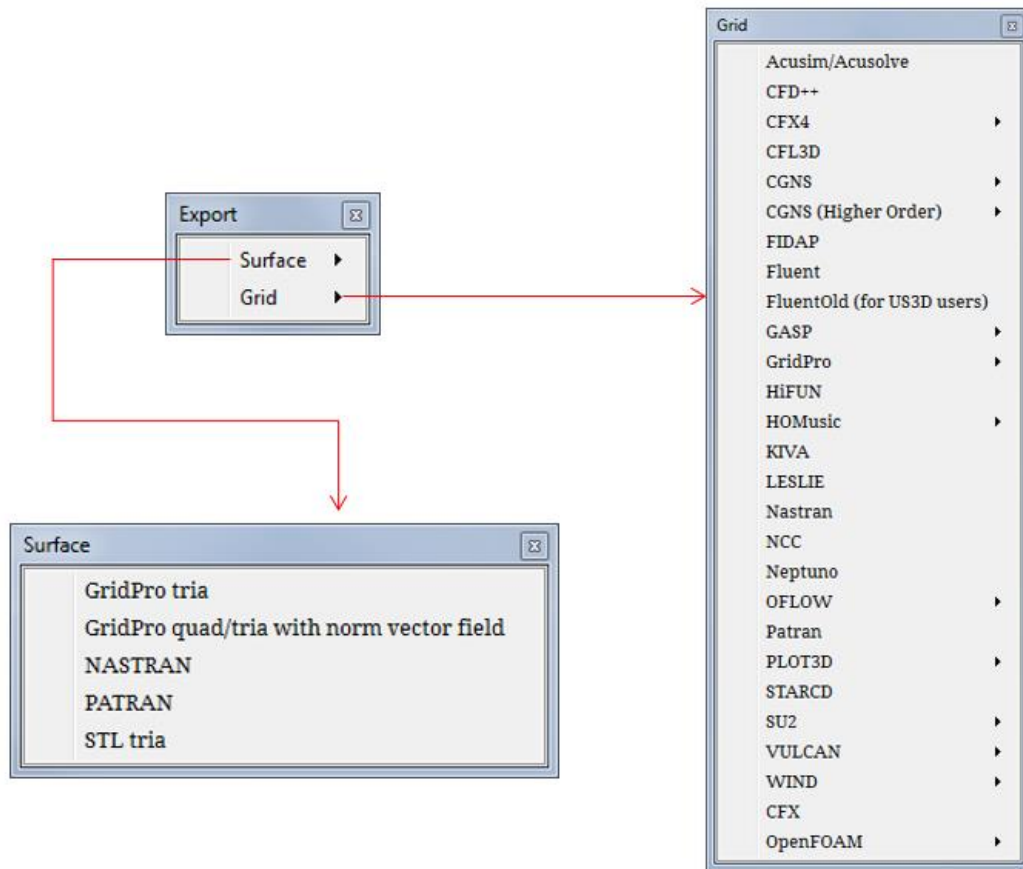 Export
Surface
Grid
Surface
GridPro tria
GridPro quad/tria with norm vector field
NASTRAN
PATRAN
STL tria
Grid
Acusim/Acusolve
CFD++
CFX4
CFL3D
CGNS
CGNS (Higher Order)
FIDAP
Fluent
FluentOld (for US3D users)
GASP
GridPro
HiFUN
HOMusic
KIVA
LESLIE
Nastran
NCC
Neptuno
OFLOW
Patran
PLOT3D
STARCD
SU2
VULCAN
WIND
CFX
OpenFOAM